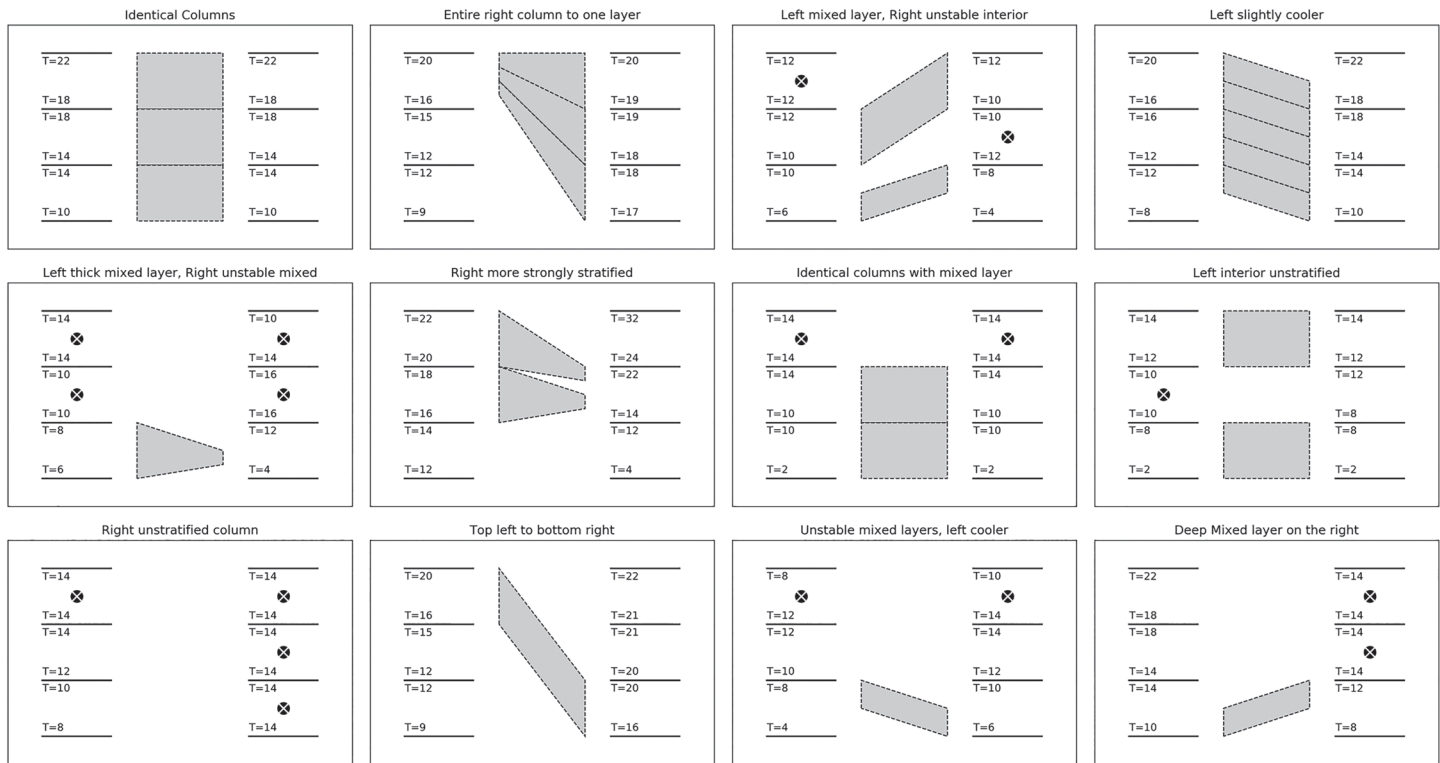 Identical Columns
T=22 T=22
T=18 T=18
T=18 T=18
T=14 T=14
T=14 T=14
T=10 T=10
Entire right column to one layer
T=20 T=20
T=16 T=19
T=15 T=19
T=12 T=18
T=12 T=18
T=9 T=17
Left mixed layer, Right unstable interior
T=12 T=12
T=12 T=10
T=12 T=10
T=10 T=12
T=10 T=8
T=6 T=4
Left slightly cooler
T=20 T=22
T=16 T=18
T=16 T=18
T=12 T=14
T=12 T=14
T=8 T=10
Left thick mixed layer, Right unstable mixed
T=14 T=10
T=14 T=14
T=10 T=16
T=10 T=16
T=8 T=12
T=6 T=4
Right more strongly stratified
T=22 T=32
T=20 T=24
T=18 T=22
T=16 T=14
T=14 T=12
T=12 T=4
Identical columns with mixed layer
T=14 T=14
T=14 T=14
T=14 T=14
T=10 T=10
T=10 T=10
T=2 T=2
Left interior unstratified
T=14 T=14
T=12 T=12
T=10 T=12
T=10 T=8
T=8 T=8
T=2 T=2
Right unstratified column
T=14 T=14
T=14 T=14
T=14 T=14
T=12 T=14
T=10 T=14
T=8 T=14
Top left to bottom right
T=20 T=22
T=16 T=21
T=15 T=21
T=12 T=20
T=12 T=20
T=9 T=16
Unstable mixed layers, left cooler
T=8 T=10
T=12 T=14
T=12 T=14
T=10 T=12
T=8 T=10
T=4 T=6
Deep Mixed layer on the right
T=22 T=14
T=18 T=14
T=18 T=14
T=14 T=14
T=14 T=12
T=10 T=8